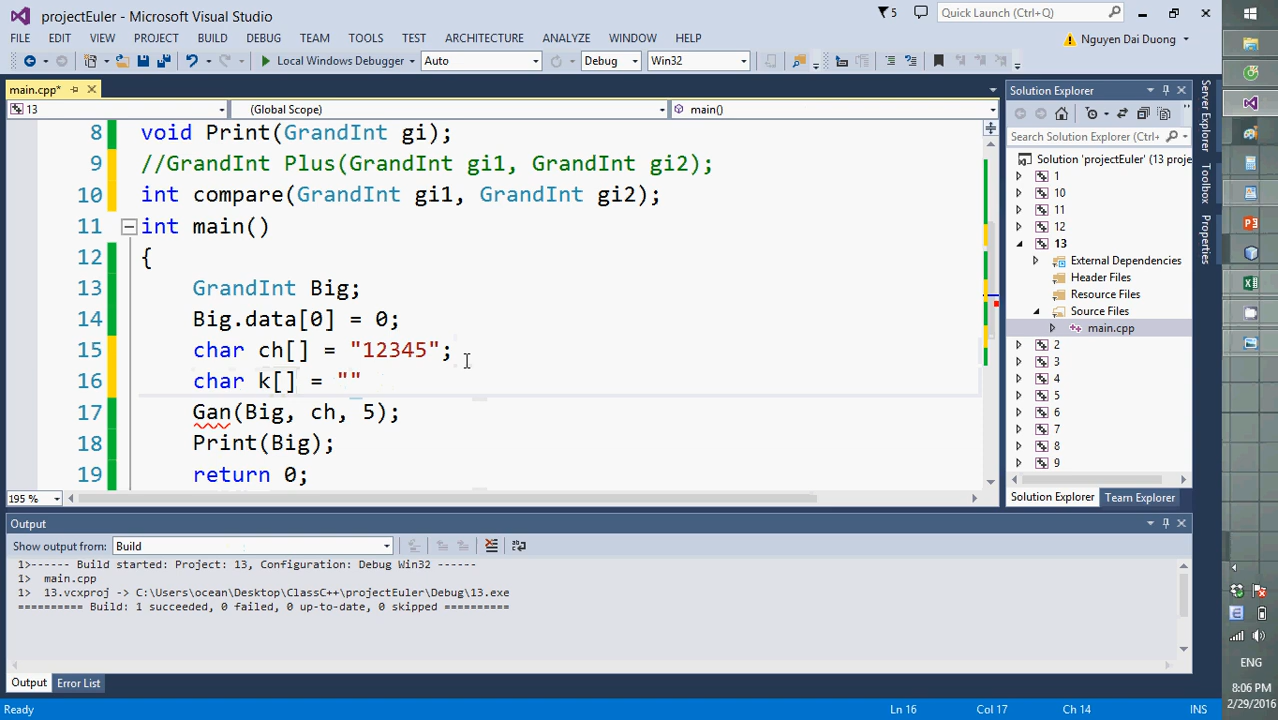 projectEuler - Microsoft Visual Studio
5
Quick Launch (Ctrl+Q)
FILE EDIT VIEW PROJECT BUILD DEBUG TEAM TOOLS TEST ARCHITECTURE ANALYZE WINDOW HELP
Nguyen Dai Duong
Local Windows Debugger Auto Debug Win32
main.cpp*
13 (Global Scope) main()
8 void Print(GrandInt gi);
9 //GrandInt Plus(GrandInt gi1, GrandInt gi2);
10 int compare(GrandInt gi1, GrandInt gi2);
11 int main()
12 {
13 GrandInt Big;
14 Big.data[0] = 0;
15 char ch[] = "12345";
16 char k[] = ""
17 Gan(Big, ch, 5);
18 Print(Big);
19 return 0;
195 %
Solution Explorer
Search Solution Explorer (Ctrl+
Solution 'projectEuler' (13 proje
1
10
11
12
13
External Dependencies
Header Files
Resource Files
Source Files
main.cpp
2
3
4
5
6
7
8
9
Solution Explorer Team Explorer
Server Explorer
Toolbox
Properties
Output
Show output from: Build
1>------ Build started: Project: 13, Configuration: Debug Win32 ------
1> main.cpp
1> 13.vcxproj -> C:\Users\ocean\Desktop\ClassC++\projectEuler\Debug\13.exe
========== Build: 1 succeeded, 0 failed, 0 up-to-date, 0 skipped ==========
Output Error List
Ready Ln 16 Col 17 Ch 14 INS
ENG
8:06 PM
2/29/2016